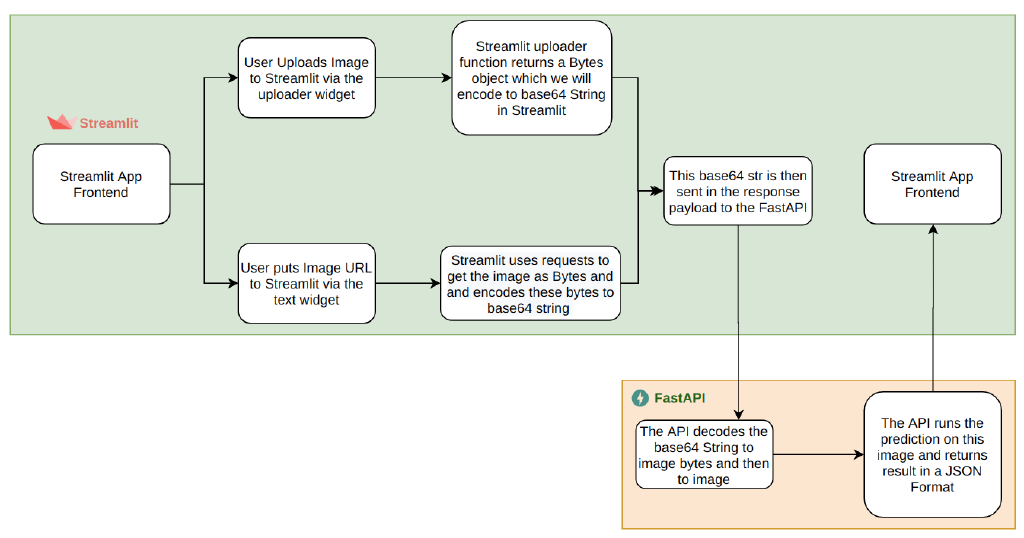 Streamlit
Streamlit App
Frontend
User Uploads Image
to Streamlit via the
uploader widget
Streamlit uploader
function returns a Bytes
object which we will
encode to base64 String
in Streamlit
User puts Image URL
to Streamlit via the
text widget
Streamlit uses requests to
get the image as Bytes and
and encodes these bytes to
base64 string
This base64 str is then
sent in the response
payload to the FastAPI
Streamlit App
Frontend
FastAPI
The API decodes the
base64 String to
image bytes and then
to image
The API runs the
prediction on this
image and returns
result in a JSON
Format